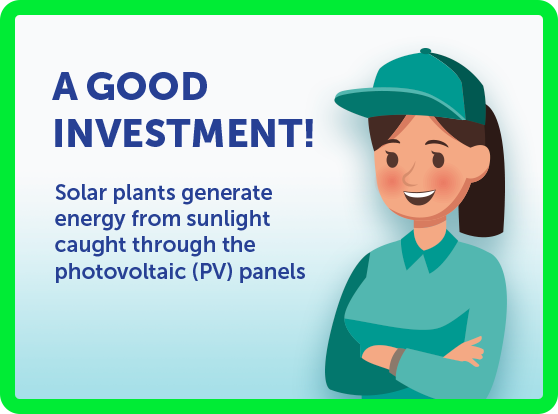 A GOOD
INVESTMENT!
Solar plants generate
energy from sunlight
caught through the
photovoltaic (PV) panels